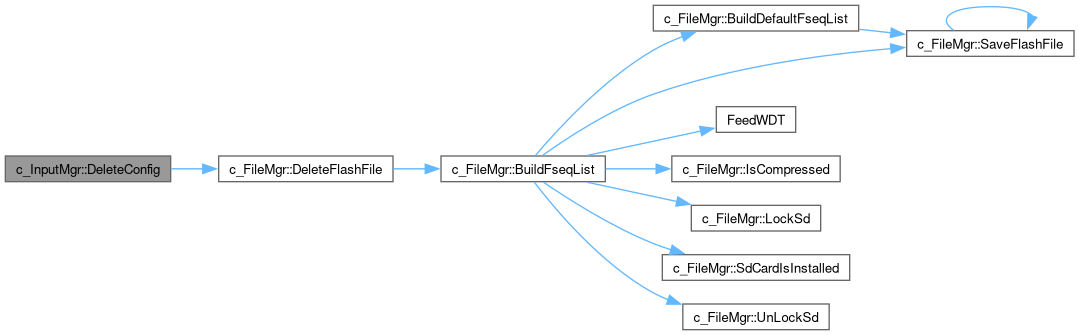 c_InputMgr::DeleteConfig
c_FileMgr::DeleteFlashFile
c_FileMgr::BuildFseqList
c_FileMgr::BuildDefaultFseqList
c_FileMgr::SaveFlashFile
FeedWDT
c_FileMgr::IsCompressed
c_FileMgr::LockSd
c_FileMgr::SdCardIsInstalled
c_FileMgr::UnLockSd